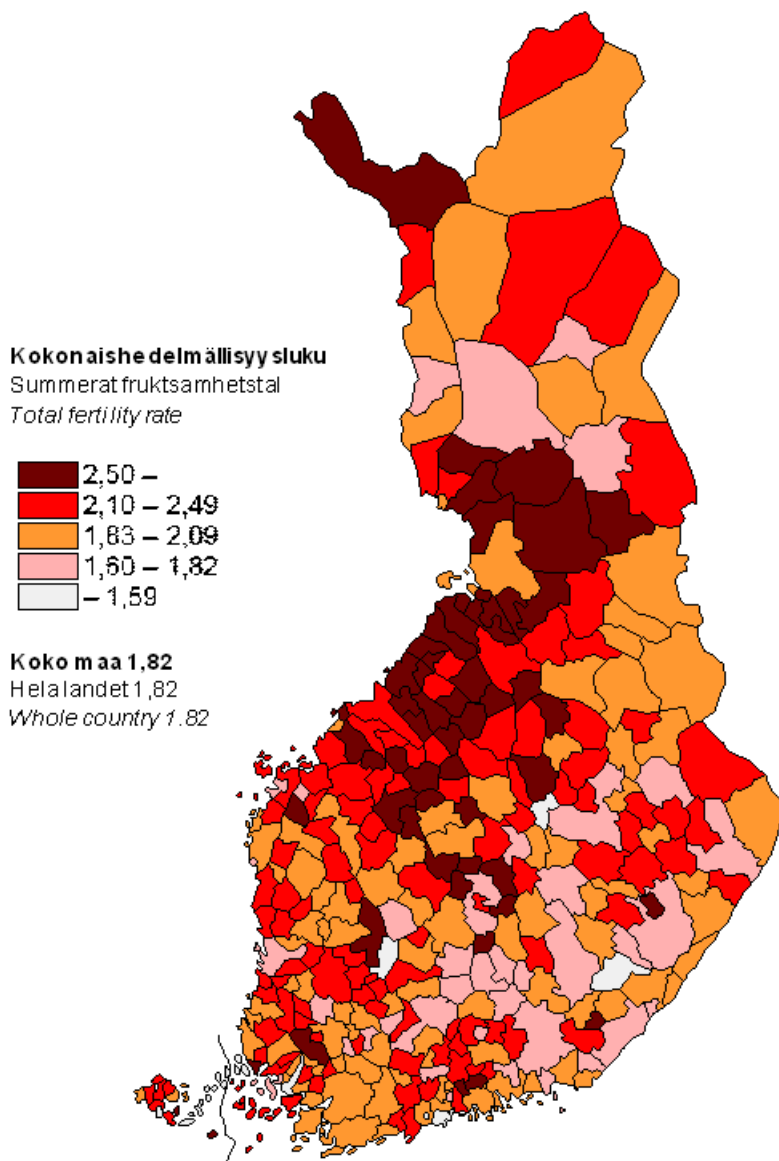 Kokonaishedelmällisyysluku
Summerat fruktsamhetstal
Total fertility rate
2,50 –
2,10 – 2,49
1,83 – 2,09
1,60 – 1,82
– 1,59
Koko maa 1,82
Hela landet 1,82
Whole country 1.82